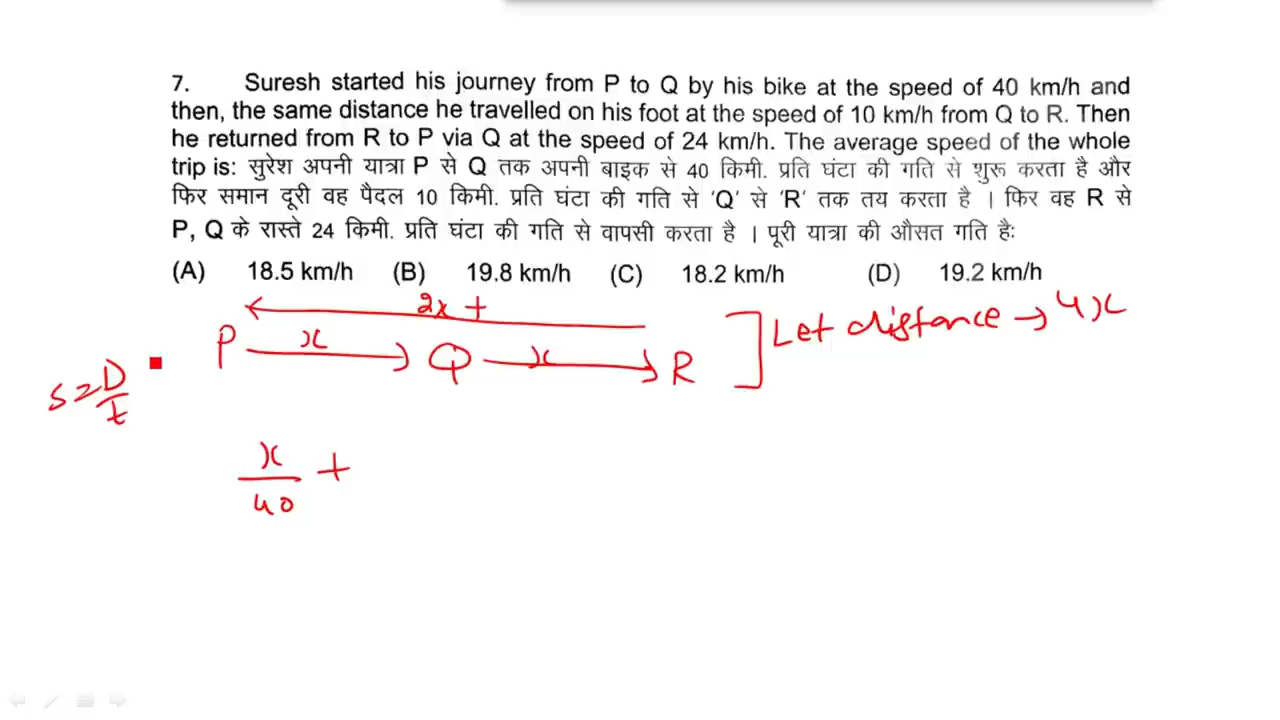 7. Suresh started his journey from P to Q by his bike at the speed of 40 km/h and
then, the same distance he travelled on his foot at the speed of 10 km/h from Q to R. Then
he returned from R to P via Q at the speed of 24 km/h. The average speed of the whole
trip is: सुरेश अपनी यात्रा P से Q तक अपनी बाइक से 40 किमी. प्रति घंटा की गति से शुरू करता है और
फिर समान दूरी वह पैदल 10 किमी. प्रति घंटा की गति से 'Q' से 'R' तक तय करता है । फिर वह R से
P, Q के रास्ते 24 किमी. प्रति घंटा की गति से वापसी करता है । पूरी यात्रा की औसत गति है:
(A) 18.5 km/h (B) 19.8 km/h (C) 18.2 km/h (D) 19.2 km/h
2x +
P x Q x R Let distance → 4x
S = D/t
x/40 +